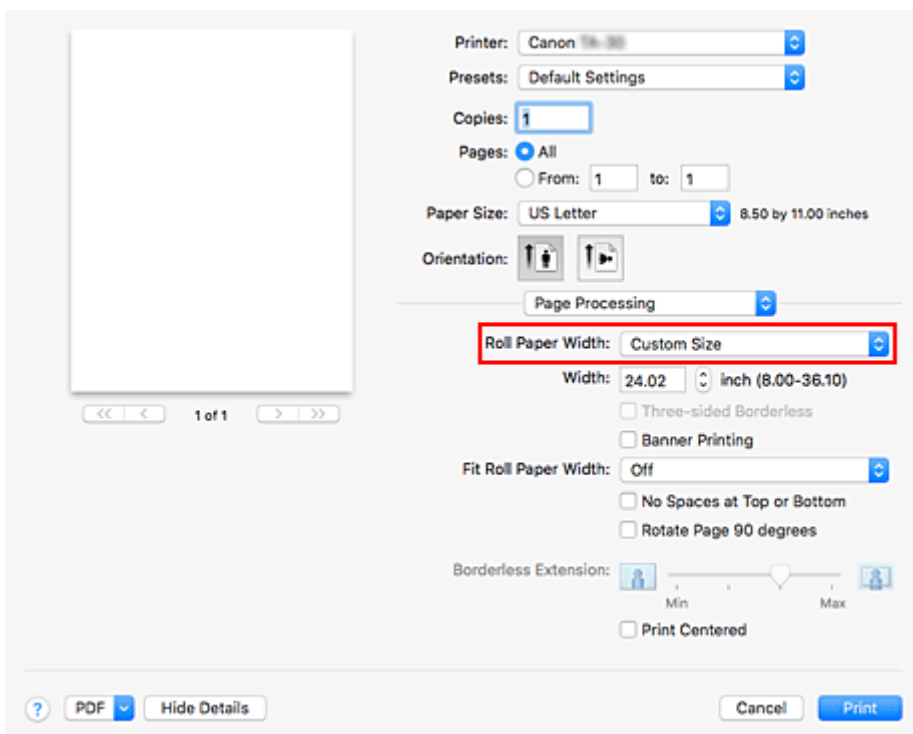 Printer: Canon
Presets: Default Settings
Copies: 1
Pages: All
From: 1 to: 1
Paper Size: US Letter 8.50 by 11.00 inches
Orientation:
Page Processing
Roll Paper Width: Custom Size
Width: 24.02 inch (8.00-36.10)
1 of 1
Three-sided Borderless
Banner Printing
Fit Roll Paper Width: Off
No Spaces at Top or Bottom
Rotate Page 90 degrees
Borderless Extension:
Min Max
Print Centered
? PDF Hide Details Cancel Print